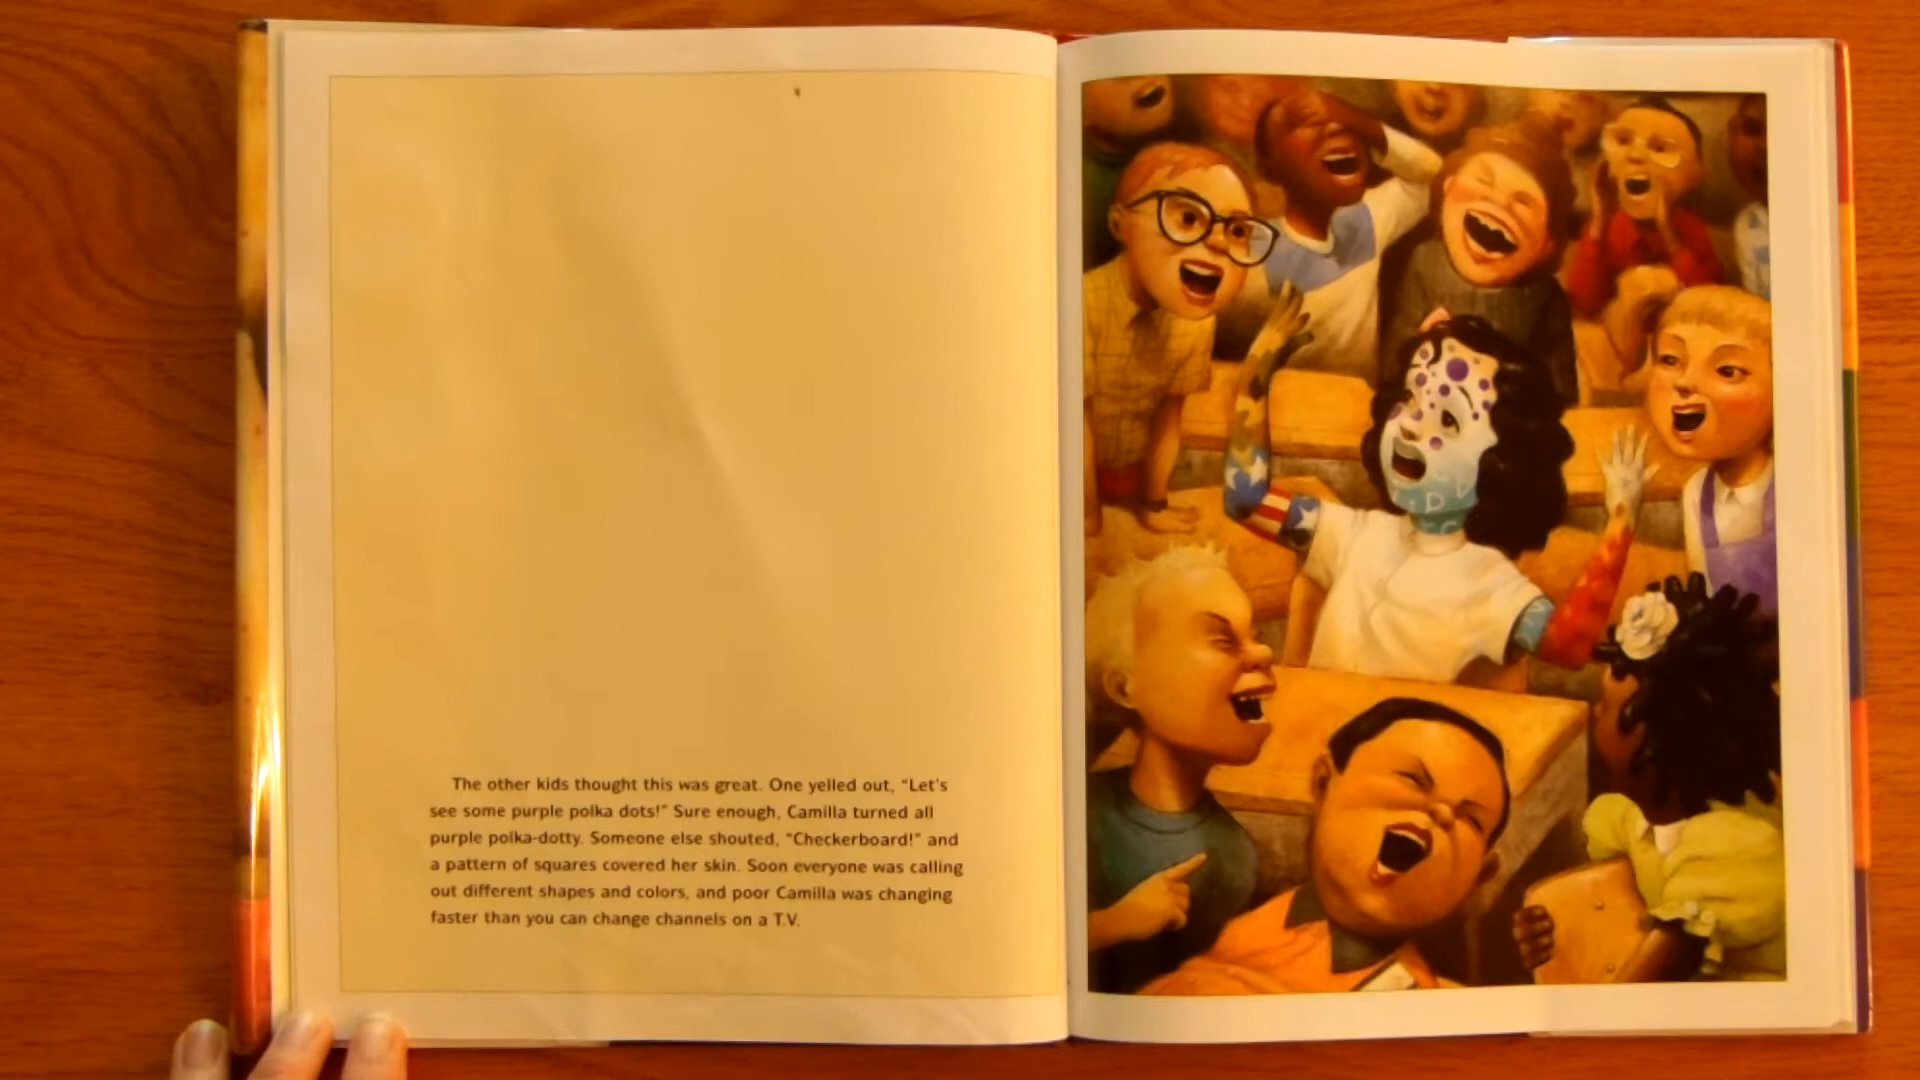 The other kids thought this was great. One yelled out, “Let’s
see some purple polka dots!” Sure enough, Camilla turned all
purple polka-dotty. Someone else shouted, “Checkerboard!” and
a pattern of squares covered her skin. Soon everyone was calling
out different shapes and colors, and poor Camilla was changing
faster than you can change channels on a T.V.
D